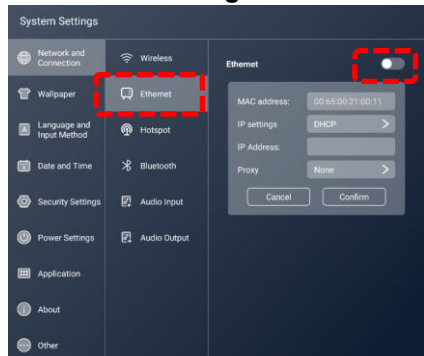 System Settings
Network and
Connection
Wallpaper
Language and
Input Method
Date and Time
Security Settings
Power Settings
Application
About
Other
Wireless
Ethernet
Hotspot
Bluetooth
Audio Input
Audio Output
Ethernet
MAC address: 00:65:00:21:00:11
IP settings DHCP >
IP Address:
Proxy None >
Cancel Confirm